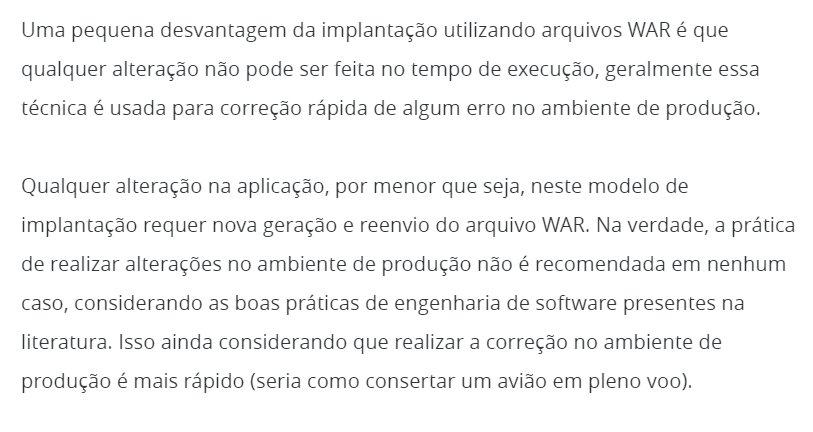 Uma pequena desvantagem da implantação utilizando arquivos WAR é que
qualquer alteração não pode ser feita no tempo de execução, geralmente essa
técnica é usada para correção rápida de algum erro no ambiente de produção.
Qualquer alteração na aplicação, por menor que seja, neste modelo de
implantação requer nova geração e reenvio do arquivo WAR. Na verdade, a prática
de realizar alterações no ambiente de produção não é recomendada em nenhum
caso, considerando as boas práticas de engenharia de software presentes na
literatura. Isso ainda considerando que realizar a correção no ambiente de
produção é mais rápido (seria como consertar um avião em pleno voo).